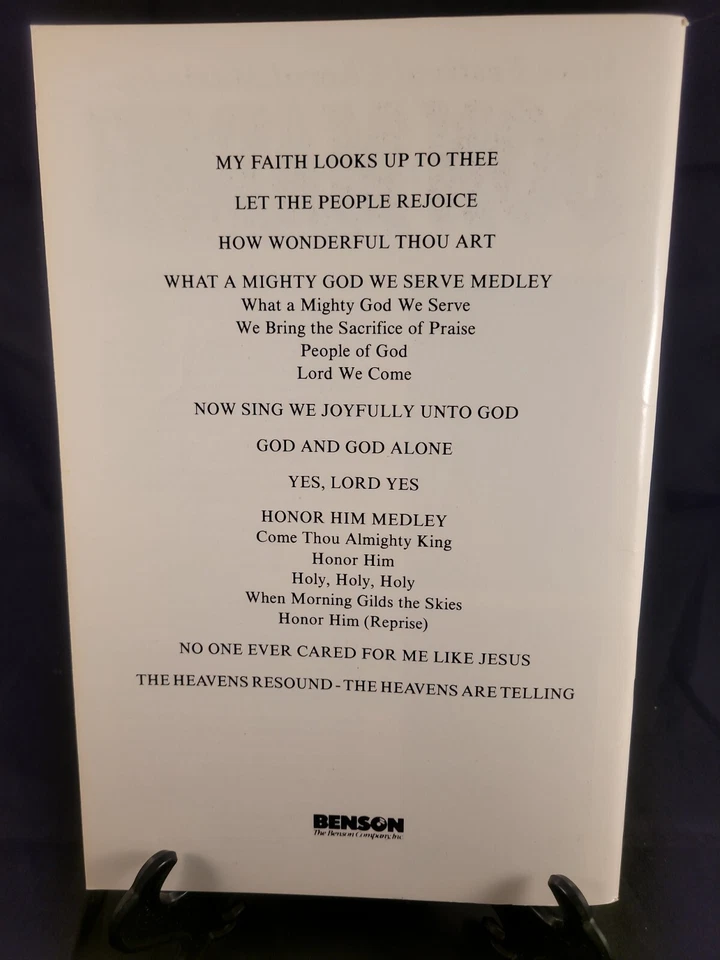 MY FAITH LOOKS UP TO THEE
LET THE PEOPLE REJOICE
HOW WONDERFUL THOU ART
WHAT A MIGHTY GOD WE SERVE MEDLEY
What a Mighty God We Serve
We Bring the Sacrifice of Praise
People of God
Lord We Come
NOW SING WE JOYFULLY UNTO GOD
GOD AND GOD ALONE
YES, LORD YES
HONOR HIM MEDLEY
Come Thou Almighty King
Honor Him
Holy, Holy, Holy
When Morning Gilds the Skies
Honor Him (Reprise)
NO ONE EVER CARED FOR ME LIKE JESUS
THE HEAVENS RESOUND - THE HEAVENS ARE TELLING
BENSON
The Benson Company, Inc.